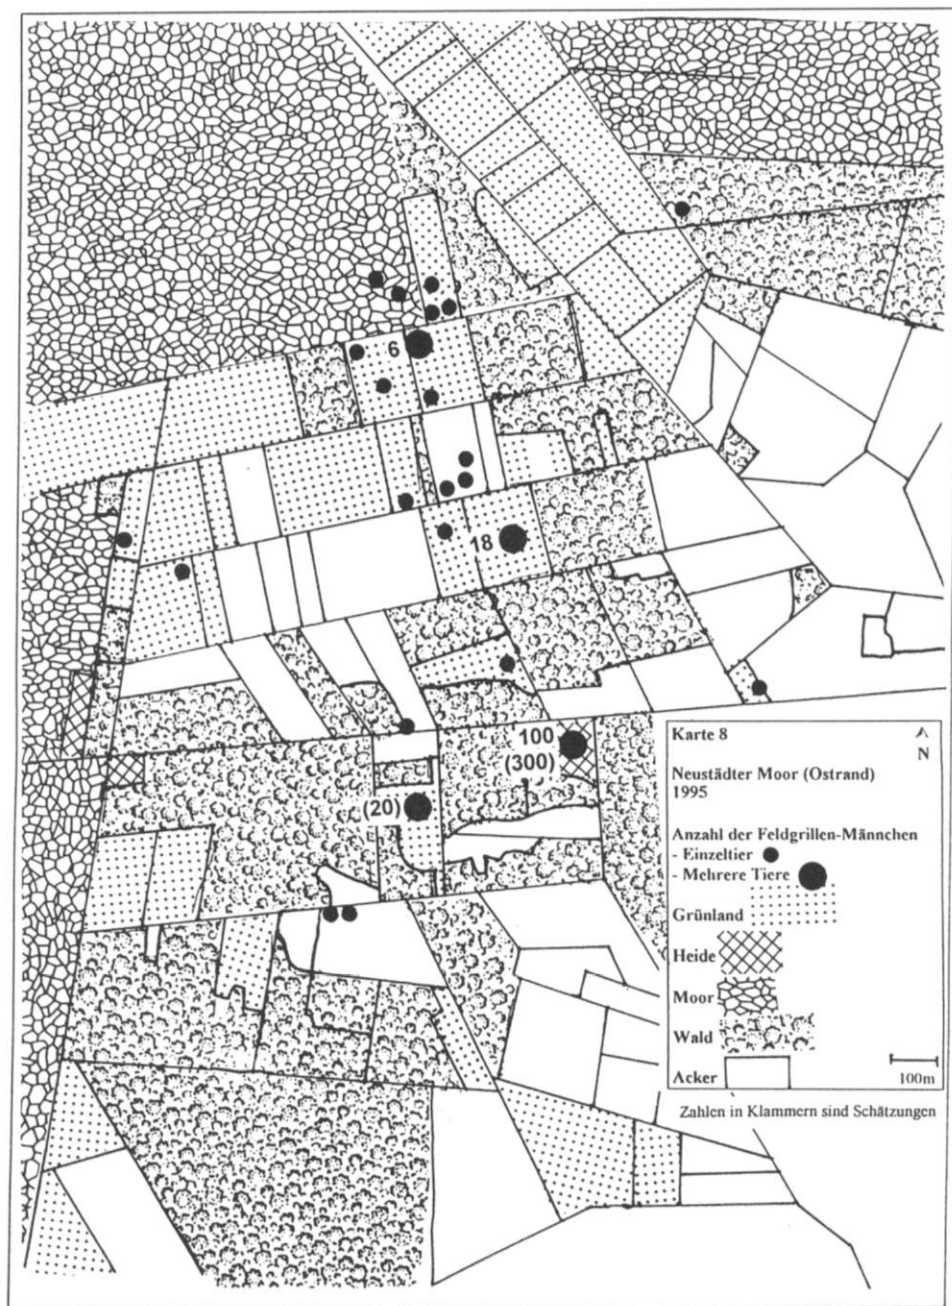 6
18
100
(300)
(20)
Karte 8
N
Neustädter Moor (Ostrand)
1995
Anzahl der Feldgrillen-Männchen
- Einzeltier
- Mehrere Tiere
Grünland
Heide
Moor
Wald
Acker
100m
Zahlen in Klammern sind Schätzungen